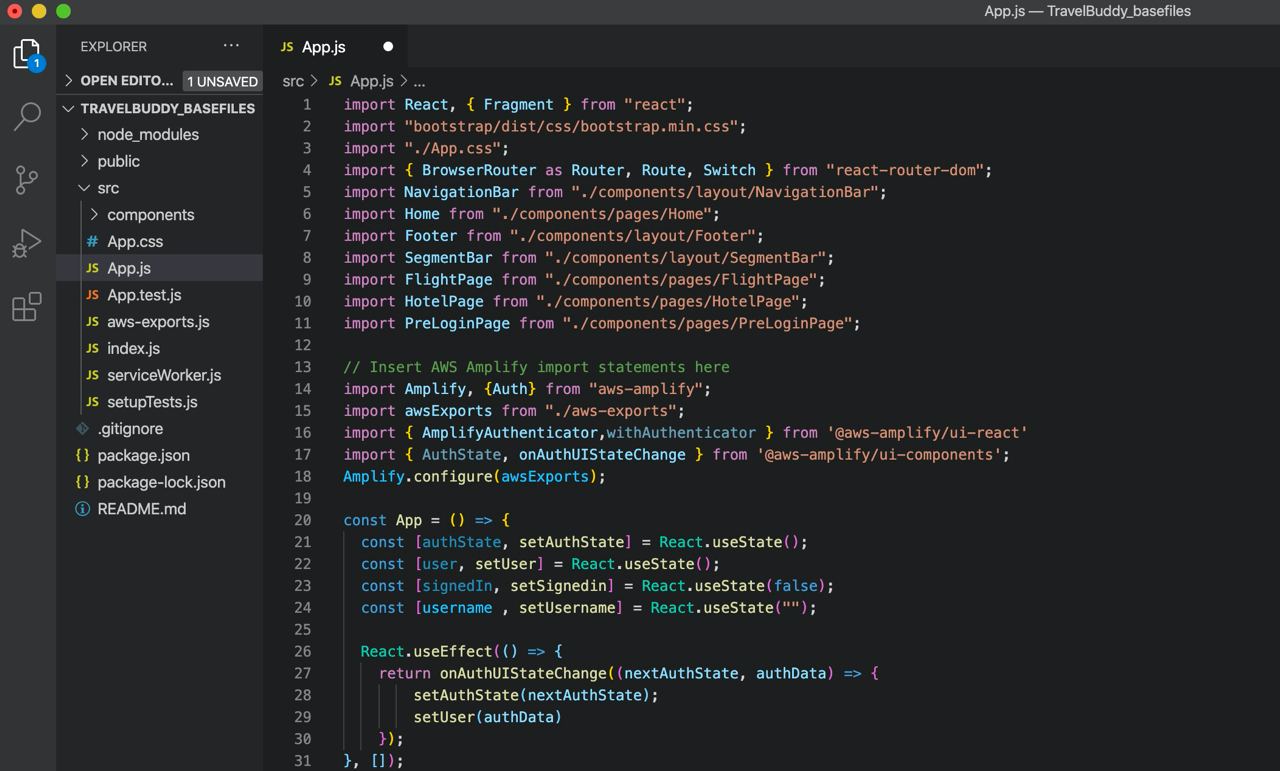 App.js — TravelBuddy_basefiles
1
EXPLORER ...
OPEN EDITO... 1 UNSAVED
TRAVELBUDDY_BASEFILES
node_modules
public
src
components
# App.css
JS App.js
JS App.test.js
JS aws-exports.js
JS index.js
JS serviceWorker.js
JS setupTests.js
.gitignore
{} package.json
{} package-lock.json
README.md
JS App.js
src > JS App.js > ...
1 import React, { Fragment } from "react";
2 import "bootstrap/dist/css/bootstrap.min.css";
3 import "./App.css";
4 import { BrowserRouter as Router, Route, Switch } from "react-router-dom";
5 import NavigationBar from "./components/layout/NavigationBar";
6 import Home from "./components/pages/Home";
7 import Footer from "./components/layout/Footer";
8 import SegmentBar from "./components/layout/SegmentBar";
9 import FlightPage from "./components/pages/FlightPage";
10 import HotelPage from "./components/pages/HotelPage";
11 import PreLoginPage from "./components/pages/PreLoginPage";
12
13 // Insert AWS Amplify import statements here
14 import Amplify, {Auth} from "aws-amplify";
15 import awsExports from "./aws-exports";
16 import { AmplifyAuthenticator,withAuthenticator } from '@aws-amplify/ui-react'
17 import { AuthState, onAuthUIStateChange } from '@aws-amplify/ui-components';
18 Amplify.configure(awsExports);
19
20 const App = () => {
21 const [authState, setAuthState] = React.useState();
22 const [user, setUser] = React.useState();
23 const [signedIn, setSignedin] = React.useState(false);
24 const [username , setUsername] = React.useState("");
25
26 React.useEffect(() => {
27 return onAuthUIStateChange((nextAuthState, authData) => {
28 setAuthState(nextAuthState);
29 setUser(authData)
30 });
31 }, []);